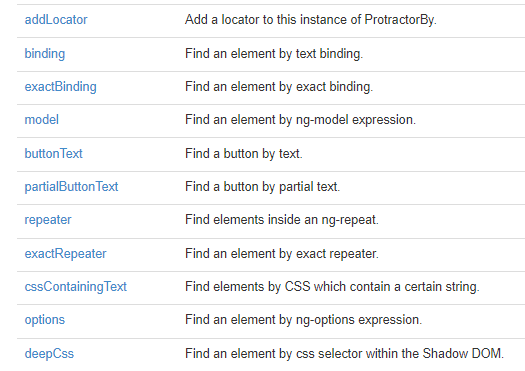 addLocator Add a locator to this instance of ProtractorBy.
binding Find an element by text binding.
exactBinding Find an element by exact binding.
model Find an element by ng-model expression.
buttonText Find a button by text.
partialButtonText Find a button by partial text.
repeater Find elements inside an ng-repeat.
exactRepeater Find an element by exact repeater.
cssContainingText Find elements by CSS which contain a certain string.
options Find an element by ng-options expression.
deepCss Find an element by css selector within the Shadow DOM.